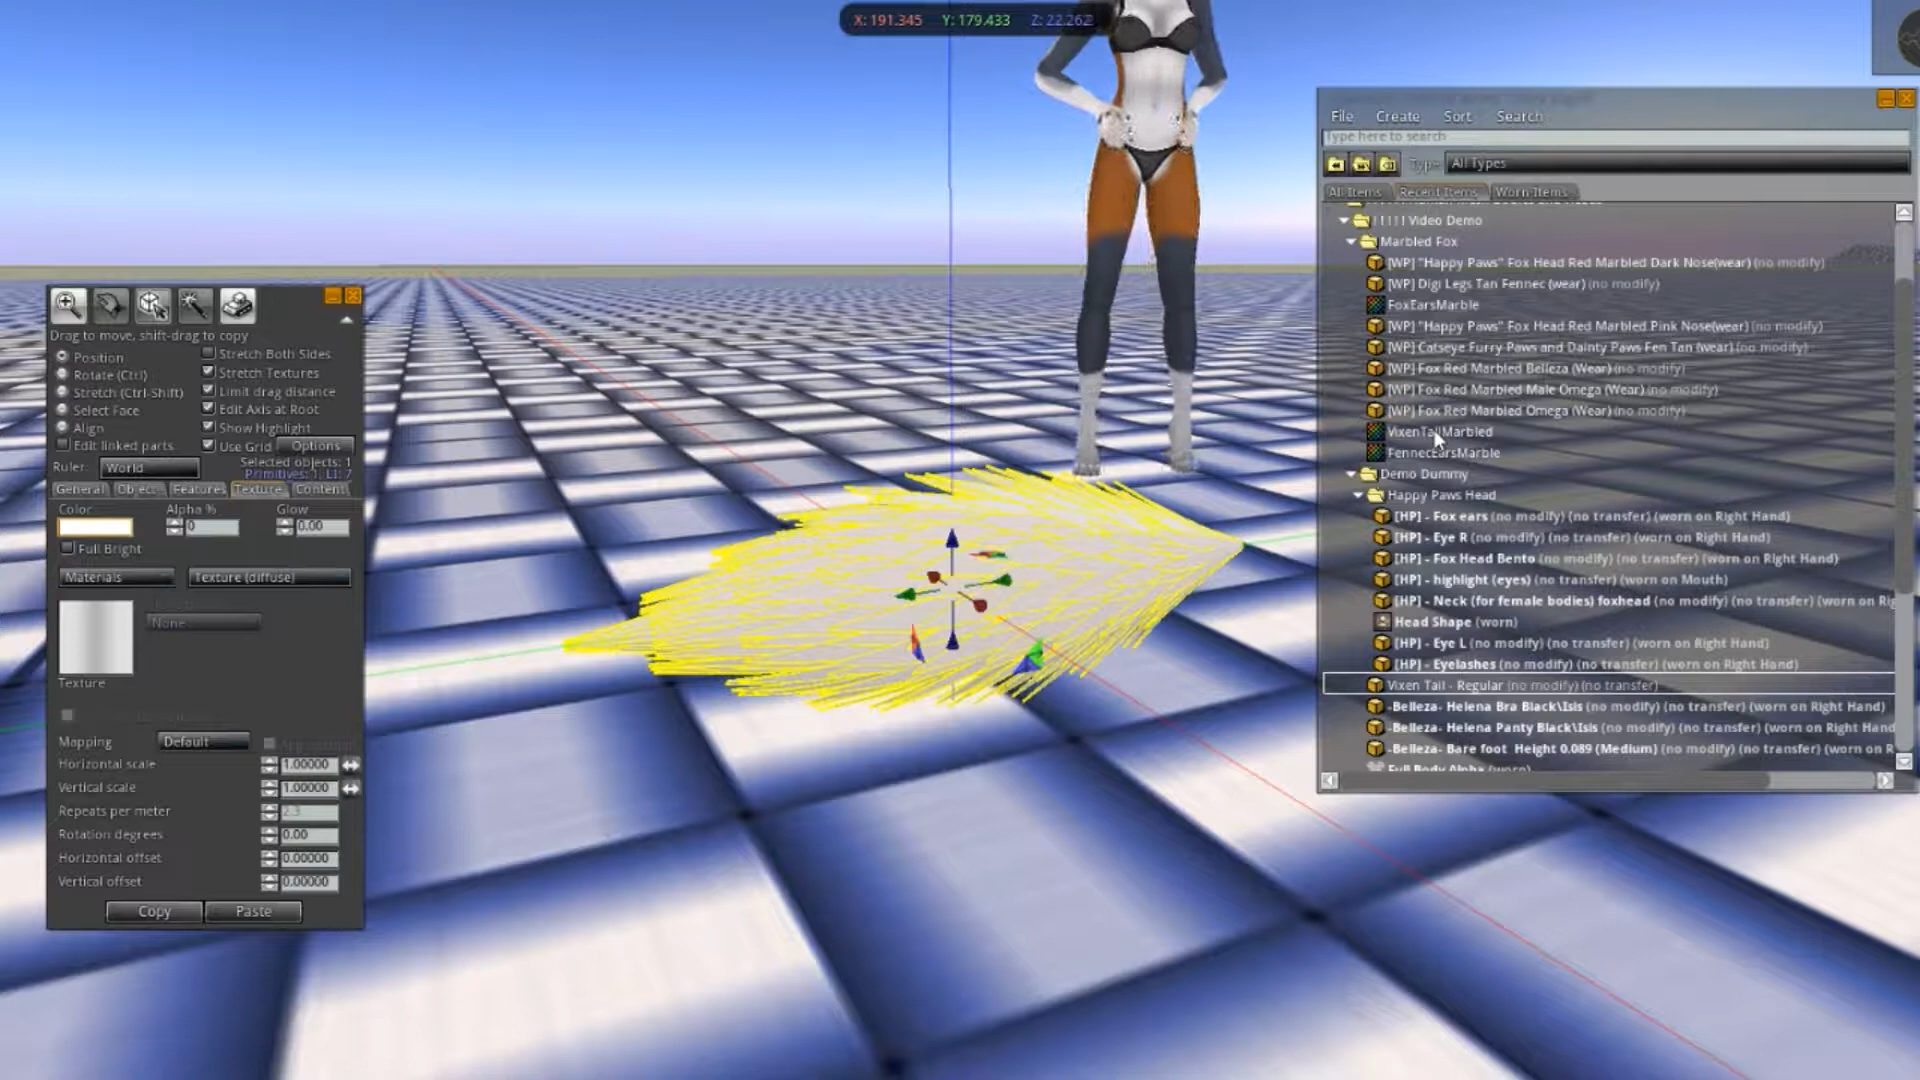 X: 191.345 Y: 179.433 Z: 22.262
Drag to move, shift-drag to copy
Position
Rotate (Ctrl)
Stretch (Ctrl-Shift)
Select Face
Align
Edit linked parts
Stretch Both Sides
Stretch Textures
Limit drag distance
Edit Axis at Root
Show Highlight
Use Grid Options
Ruler: World
Selected objects: 1
Primitives: 1, LI: 7
General Object Features Texture Content
Color Alpha % Glow
0 0.00
Full Bright
Materials Texture (diffuse)
None
Texture
Mapping Default
Horizontal scale 1.00000
Vertical scale 1.00000
Repeats per meter 2.3
Rotation degrees 0.00
Horizontal offset 0.00000
Vertical offset 0.00000
Copy Paste
File Create Sort Search
Type here to search
Type: All Types
All Items Recent Items Worn Items
!!!!! Video Demo
Marbled Fox
[WP] "Happy Paws" Fox Head Red Marbled Dark Nose(wear) (no modify)
[WP] Digi Legs Tan Fennec (wear) (no modify)
FoxEarsMarble
[WP] "Happy Paws" Fox Head Red Marbled Pink Nose(wear) (no modify)
[WP] Catseye Furry Paws and Dainty Paws Fen Tan (wear) (no modify)
[WP] Fox Red Marbled Belleza (Wear) (no modify)
[WP] Fox Red Marbled Male Omega (Wear) (no modify)
[WP] Fox Red Marbled Omega (Wear) (no modify)
VixenTailMarbled
FennecEarsMarble
Demo Dummy
Happy Paws Head
[HP] - Fox ears (no modify) (no transfer) (worn on Right Hand)
[HP] - Eye R (no modify) (no transfer) (worn on Right Hand)
[HP] - Fox Head Bento (no modify) (no transfer) (worn on Right Hand)
[HP] - highlight (eyes) (no transfer) (worn on Mouth)
[HP] - Neck (for female bodies) foxhead (no modify) (no transfer) (worn on Rig
Head Shape (worn)
[HP] - Eye L (no modify) (no transfer) (worn on Right Hand)
[HP] - Eyelashes (no modify) (no transfer) (worn on Right Hand)
Vixen Tail - Regular (no modify) (no transfer)
-Belleza- Helena Bra Black\Isis (no modify) (no transfer) (worn on Right Hand)
-Belleza- Helena Panty Black\Isis (no modify) (no transfer) (worn on Right Hand
-Belleza- Bare foot Height 0.089 (Medium) (no modify) (no transfer) (worn on R
Full Body Alpha (worn)